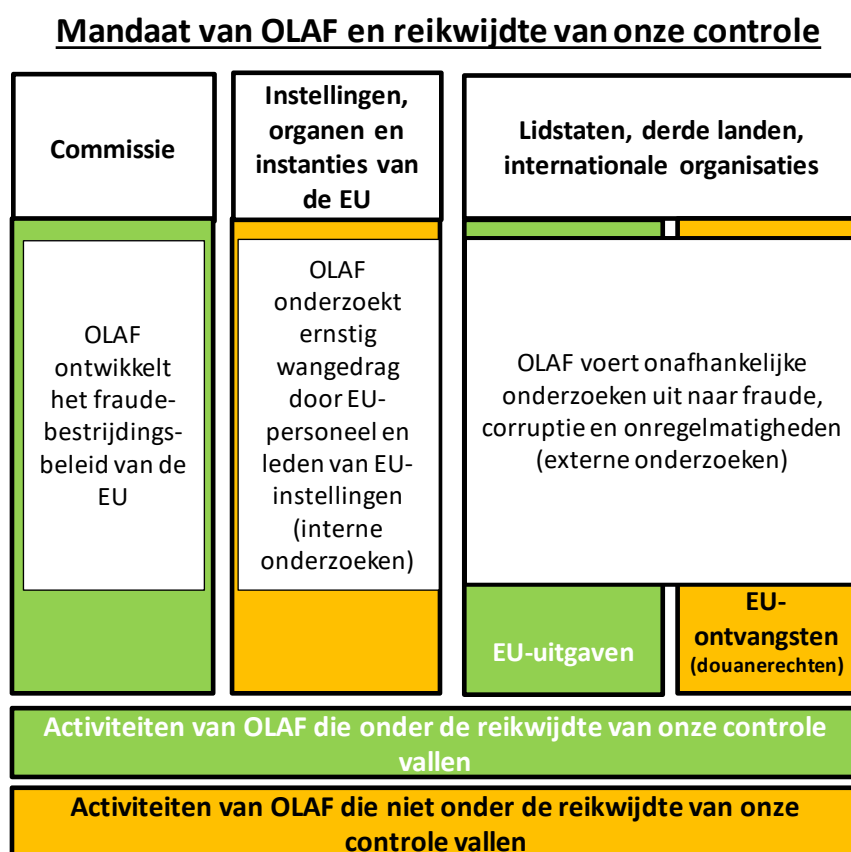 Mandaat van OLAF en reikwijdte van onze controle
Commissie
Instellingen,
organen en
instanties van
de EU
Lidstaten, derde landen,
internationale organisaties
OLAF
ontwikkelt
het fraude-
bestrijdings-
beleid van de
EU
OLAF
onderzoekt
ernstig
wangedrag
door EU-
personeel en
leden van EU-
instellingen
(interne
onderzoeken)
OLAF voert onafhankelijke
onderzoeken uit naar fraude,
corruptie en onregelmatigheden
(externe onderzoeken)
EU-uitgaven
EU-
ontvangsten
(douanerechten)
Activiteiten van OLAF die onder de reikwijdte van onze controle
vallen
Activiteiten van OLAF die niet onder de reikwijdte van onze
controle vallen